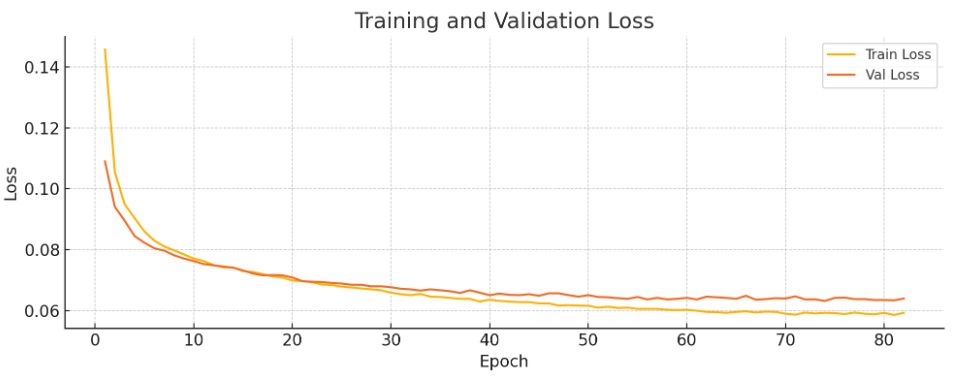 Training and Validation Loss
Train Loss
Val Loss
0.14
0.12
0.10
0.08
0.06
Loss
0 10 20 30 40 50 60 70 80
Epoch